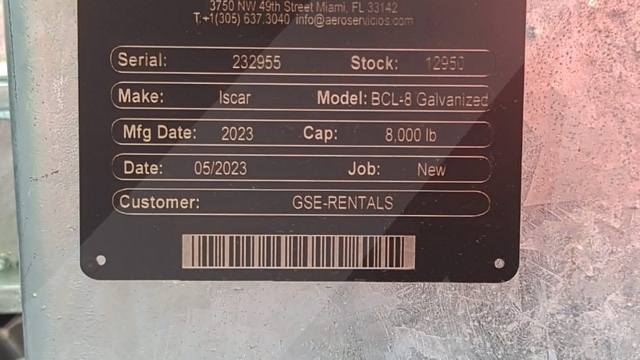 3750 NW 49th Street Miami, FL 33142
T.+1(305) 637.3040 info@aeroservicios.com
Serial: 232955 Stock: 12950
Make: Iscar Model: BCL-8 Galvanized
Mfg Date: 2023 Cap: 8,000 lb
Date: 05/2023 Job: New
Customer: GSE-RENTALS